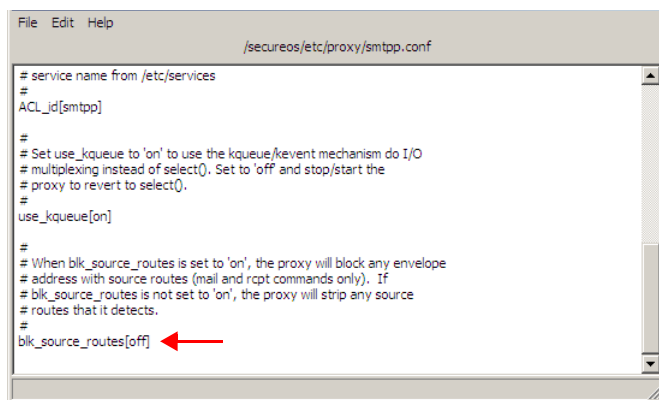 File Edit Help
/secureos/etc/proxy/smtpp.conf
# service name from /etc/services
#
ACL_id[smtpp]
#
# Set use_kqueue to 'on' to use the kqueue/kevent mechanism do I/O
# multiplexing instead of select(). Set to 'off' and stop/start the
# proxy to revert to select().
#
use_kqueue[on]
#
# When blk_source_routes is set to 'on', the proxy will block any envelope
# address with source routes (mail and rcpt commands only). If
# blk_source_routes is not set to 'on', the proxy will strip any source
# routes that it detects.
#
blk_source_routes[off]